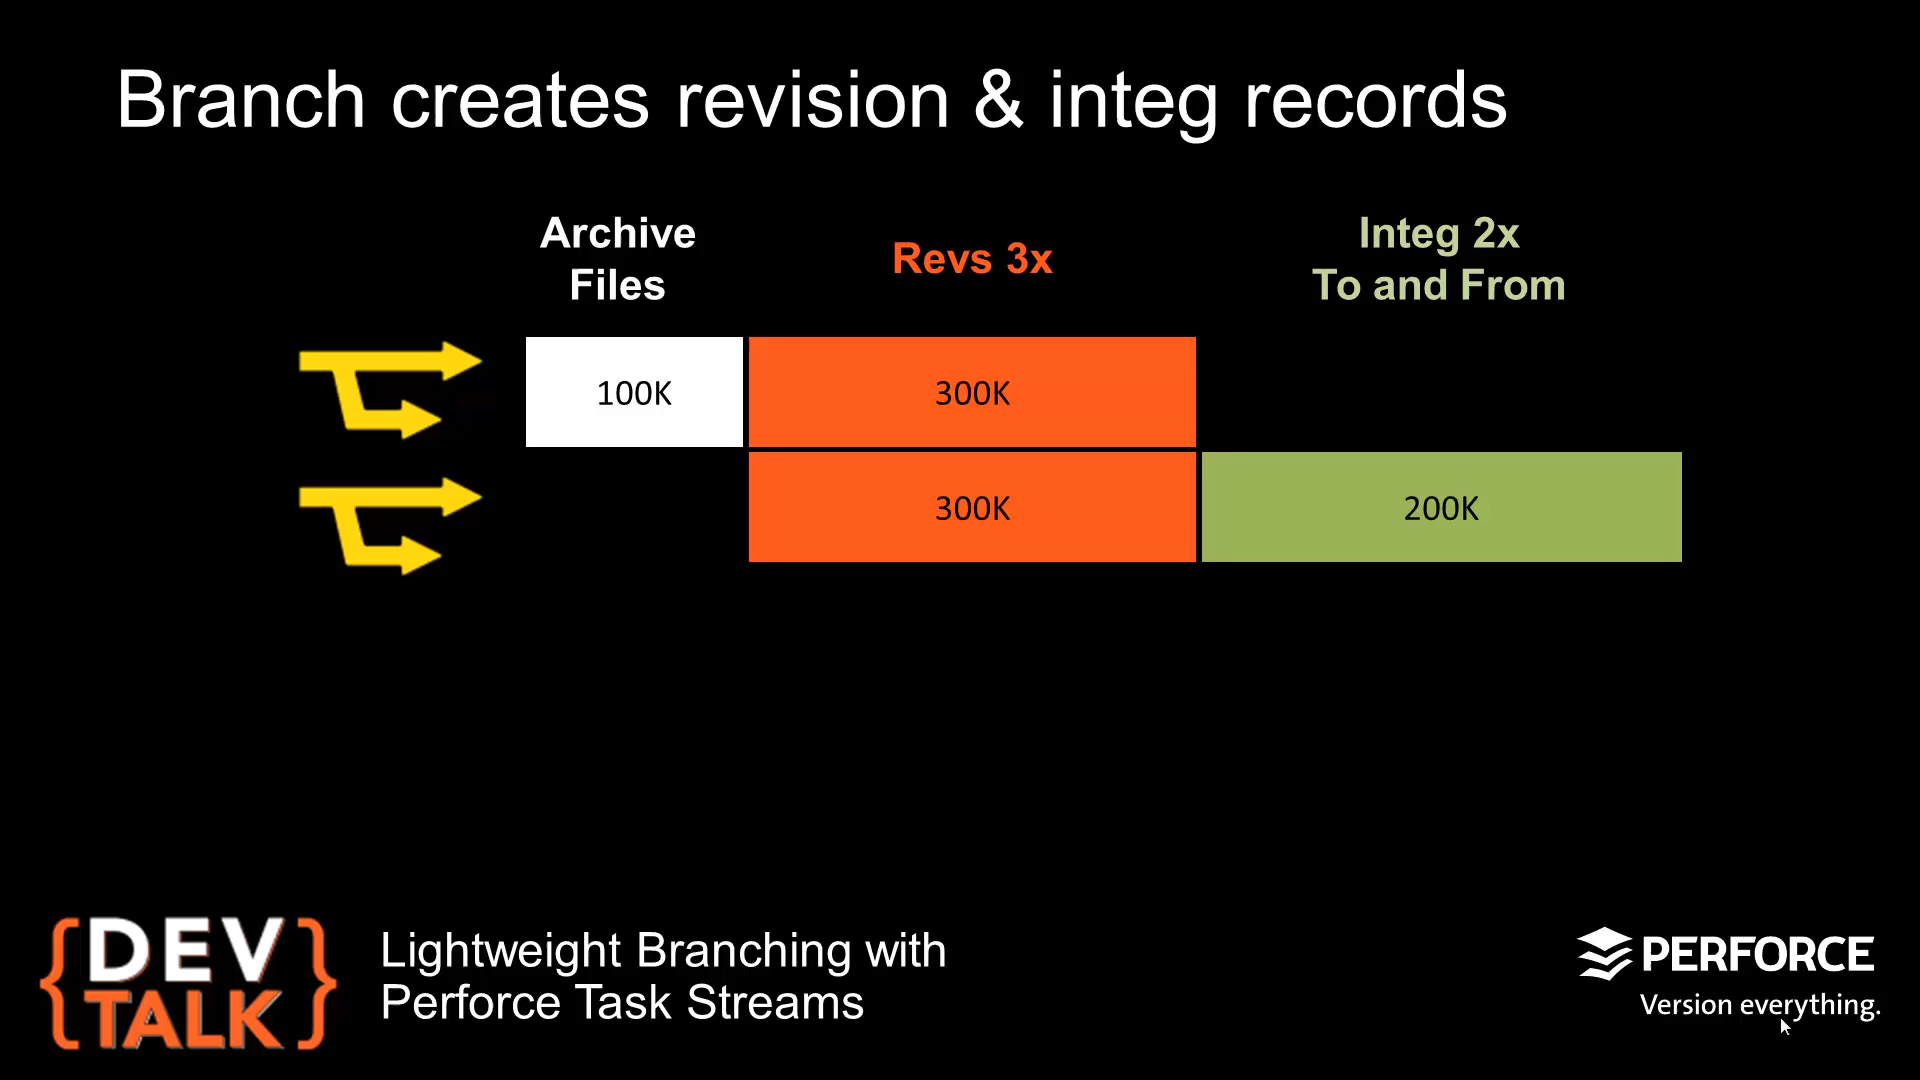 Branch creates revision & integ records
Archive
Files
Revs 3x
Integ 2x
To and From
100K
300K
300K
200K
{DEV
TALK}
Lightweight Branching with
Perforce Task Streams
PERFORCE
Version everything.